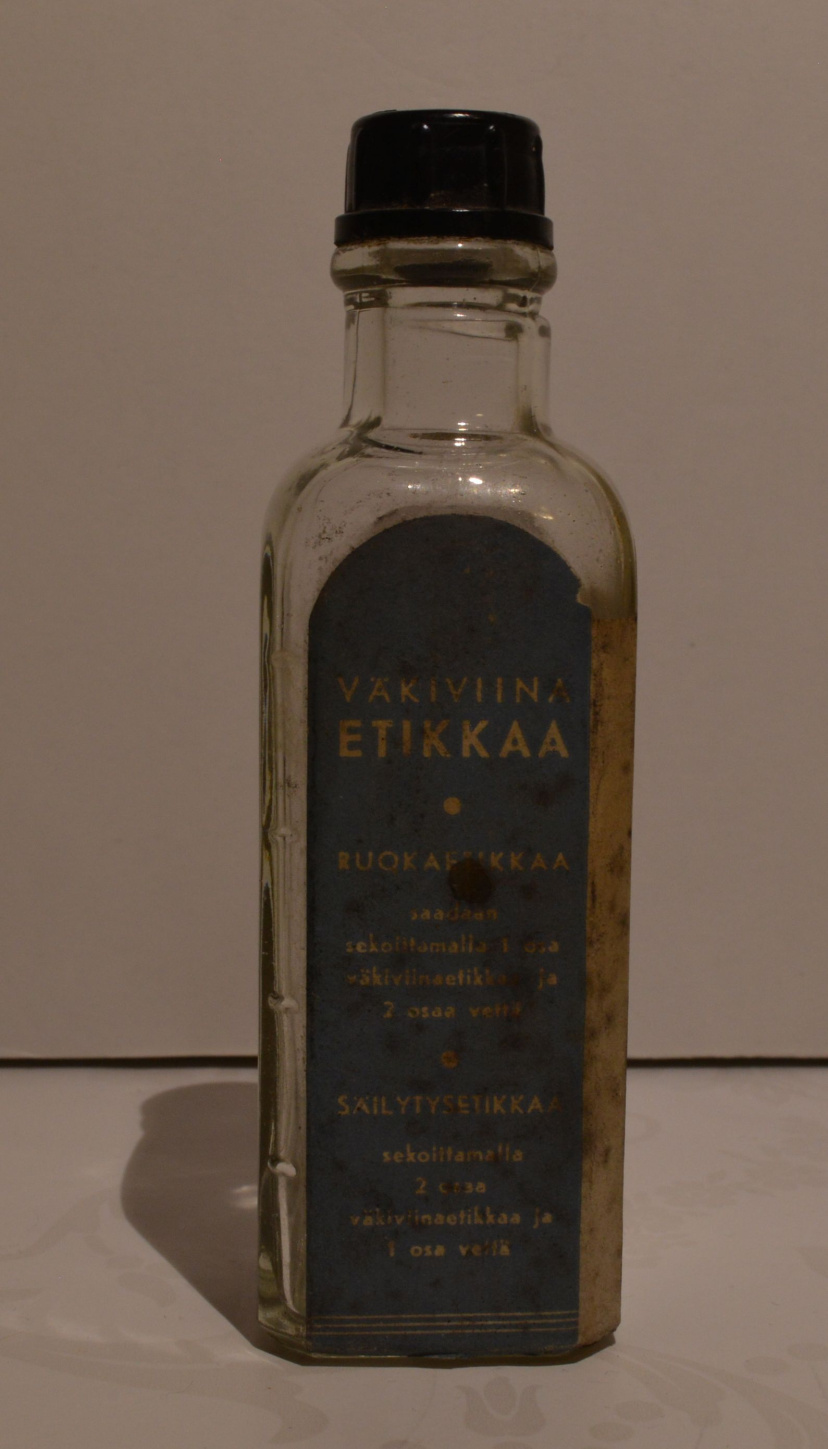 VÄKIVIINA
ETIKKAA
RUOKAETIKKAA
saadaan
sekoittamalla 1 osa
väkiviinaetikkaa ja
2 osaa vettä
SÄILYTYSETIKKAA
sekoittamalla
2 osaa
väkiviinaetikkaa ja
1 osa vettä